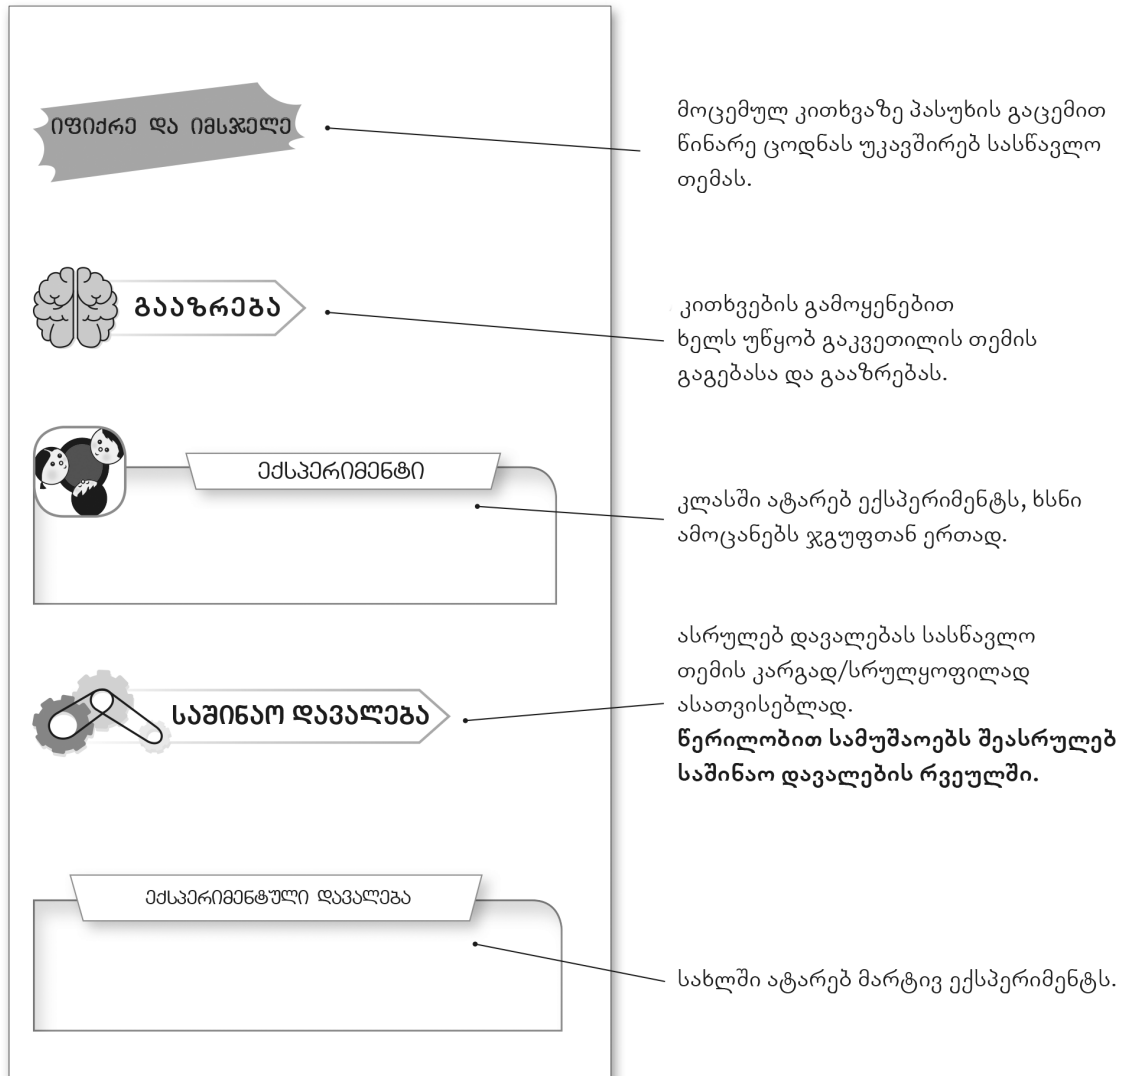 იფიქრე და იმსჯელე
მოცემულ კითხვაზე პასუხის გაცემით
წინარე ცოდნას უკავშირებ სასწავლო
თემას.
გააზრება
კითხვების გამოყენებით
ხელს უწყობ გაკვეთილის თემის
გაგებასა და გააზრებას.
ექსპერიმენტი
კლასში ატარებ ექსპერიმენტს, ხსნი
ამოცანებს ჯგუფთან ერთად.
საშინაო დავალება
ასრულებ დავალებას სასწავლო
თემის კარგად/სრულყოფილად
ასათვისებლად.
წერილობით სამუშაოებს შეასრულებ
საშინაო დავალების რვეულში.
ექსპერიმენტული დავალება
სახლში ატარებ მარტივ ექსპერიმენტს.